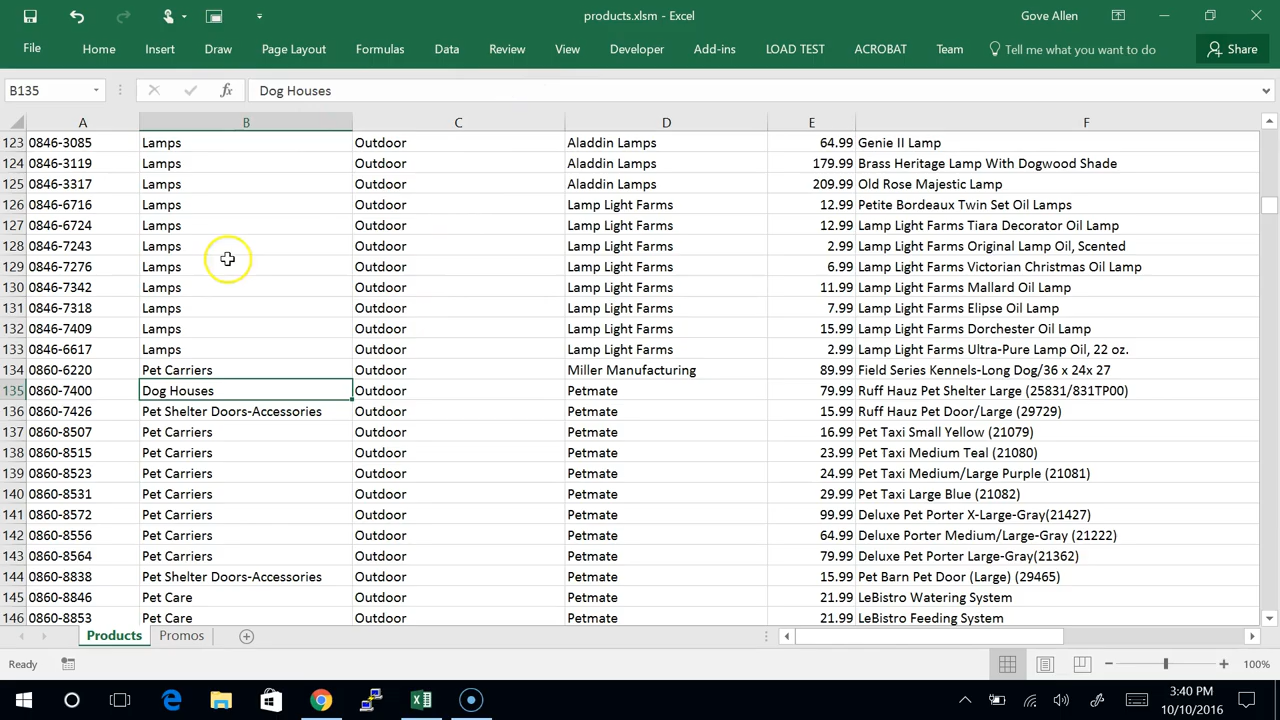 products.xlsm - Excel
Gove Allen
File Home Insert Draw Page Layout Formulas Data Review View Developer Add-ins LOAD TEST ACROBAT Team Tell me what you want to do Share
B135 fx Dog Houses
A B C D E F
123 0846-3085 Lamps Outdoor Aladdin Lamps 64.99 Genie II Lamp
124 0846-3119 Lamps Outdoor Aladdin Lamps 179.99 Brass Heritage Lamp With Dogwood Shade
125 0846-3317 Lamps Outdoor Aladdin Lamps 209.99 Old Rose Majestic Lamp
126 0846-6716 Lamps Outdoor Lamp Light Farms 12.99 Petite Bordeaux Twin Set Oil Lamps
127 0846-6724 Lamps Outdoor Lamp Light Farms 12.99 Lamp Light Farms Tiara Decorator Oil Lamp
128 0846-7243 Lamps Outdoor Lamp Light Farms 2.99 Lamp Light Farms Original Lamp Oil, Scented
129 0846-7276 Lamps Outdoor Lamp Light Farms 6.99 Lamp Light Farms Victorian Christmas Oil Lamp
130 0846-7342 Lamps Outdoor Lamp Light Farms 11.99 Lamp Light Farms Mallard Oil Lamp
131 0846-7318 Lamps Outdoor Lamp Light Farms 7.99 Lamp Light Farms Elipse Oil Lamp
132 0846-7409 Lamps Outdoor Lamp Light Farms 15.99 Lamp Light Farms Dorchester Oil Lamp
133 0846-6617 Lamps Outdoor Lamp Light Farms 2.99 Lamp Light Farms Ultra-Pure Lamp Oil, 22 oz.
134 0860-6220 Pet Carriers Outdoor Miller Manufacturing 89.99 Field Series Kennels-Long Dog/36 x 24x 27
135 0860-7400 Dog Houses Outdoor Petmate 79.99 Ruff Hauz Pet Shelter Large (25831/831TP00)
136 0860-7426 Pet Shelter Doors-Accessories Outdoor Petmate 15.99 Ruff Hauz Pet Door/Large (29729)
137 0860-8507 Pet Carriers Outdoor Petmate 16.99 Pet Taxi Small Yellow (21079)
138 0860-8515 Pet Carriers Outdoor Petmate 23.99 Pet Taxi Medium Teal (21080)
139 0860-8523 Pet Carriers Outdoor Petmate 24.99 Pet Taxi Medium/Large Purple (21081)
140 0860-8531 Pet Carriers Outdoor Petmate 29.99 Pet Taxi Large Blue (21082)
141 0860-8572 Pet Carriers Outdoor Petmate 99.99 Deluxe Pet Porter X-Large-Gray(21427)
142 0860-8556 Pet Carriers Outdoor Petmate 64.99 Deluxe Porter Medium/Large-Gray (21222)
143 0860-8564 Pet Carriers Outdoor Petmate 79.99 Deluxe Pet Porter Large-Gray(21362)
144 0860-8838 Pet Shelter Doors-Accessories Outdoor Petmate 15.99 Pet Barn Pet Door (Large) (29465)
145 0860-8846 Pet Care Outdoor Petmate 21.99 LeBistro Watering System
146 0860-8853 Pet Care Outdoor Petmate 21.99 LeBistro Feeding System
Products Promos
Ready 100%
3:40 PM
10/10/2016